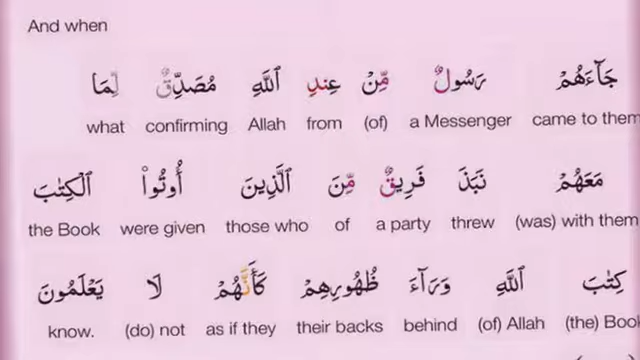 And when
جَآءَهُمْ رَسُولٌ مِّنْ عِندِ ٱللَّهِ مُصَدِّقٌ لِّمَا
what confirming Allah from (of) a Messenger came to them
مَعَهُمْ نَبَذَ فَرِيقٌ مِّنَ ٱلَّذِينَ أُوتُوا۟ ٱلْكِتَٰبَ
the Book were given those who of a party threw (was) with them
كِتَٰبَ ٱللَّهِ وَرَآءَ ظُهُورِهِمْ كَأَنَّهُمْ لَا يَعْلَمُونَ
know. (do) not as if they their backs behind (of) Allah (the) Book